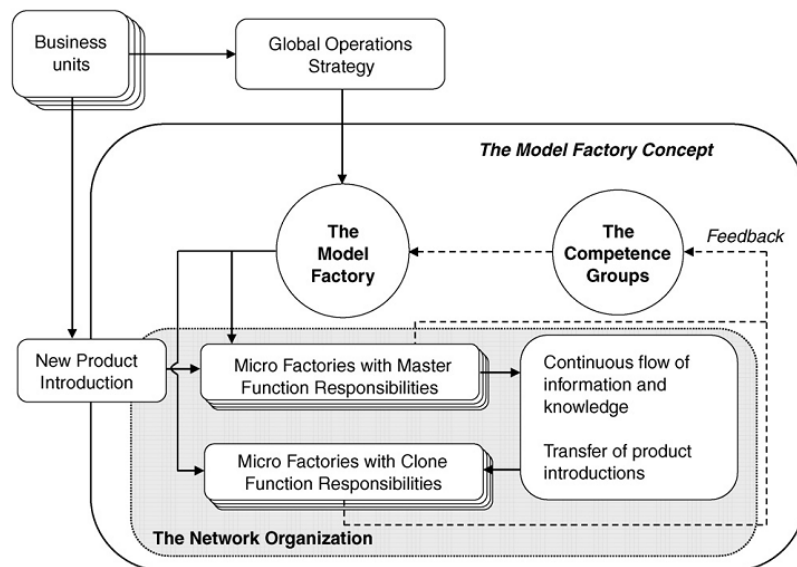 Business
units
Global Operations
Strategy
The Model Factory Concept
The
Model
Factory
The
Competence
Groups
Feedback
New Product
Introduction
Micro Factories with Master
Function Responsibilities
Continuous flow of
information and
knowledge
Transfer of product
introductions
Micro Factories with Clone
Function Responsibilities
The Network Organization